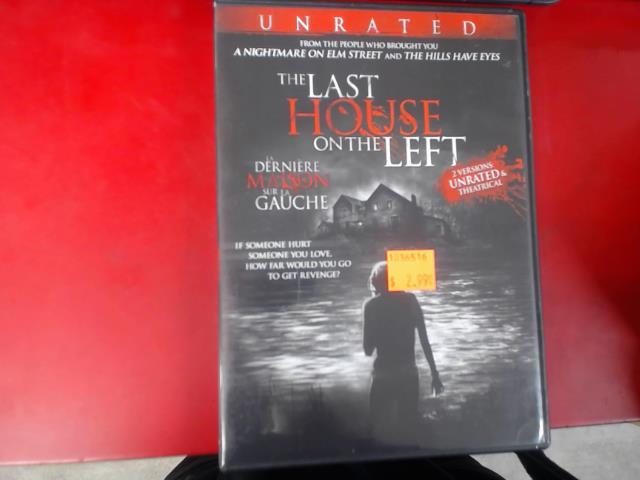 UNRATED
FROM THE PEOPLE WHO BROUGHT YOU
A NIGHTMARE ON ELM STREET AND THE HILLS HAVE EYES
THE LAST
HOUSE
ON THE LEFT
LA
DERNIÈRE
MAISON
SUR LA
GAUCHE
2 VERSIONS:
UNRATED &
THEATRICAL
IF SOMEONE HURT
SOMEONE YOU LOVE,
HOW FAR WOULD YOU GO
TO GET REVENGE?
1036516
$ 2.99